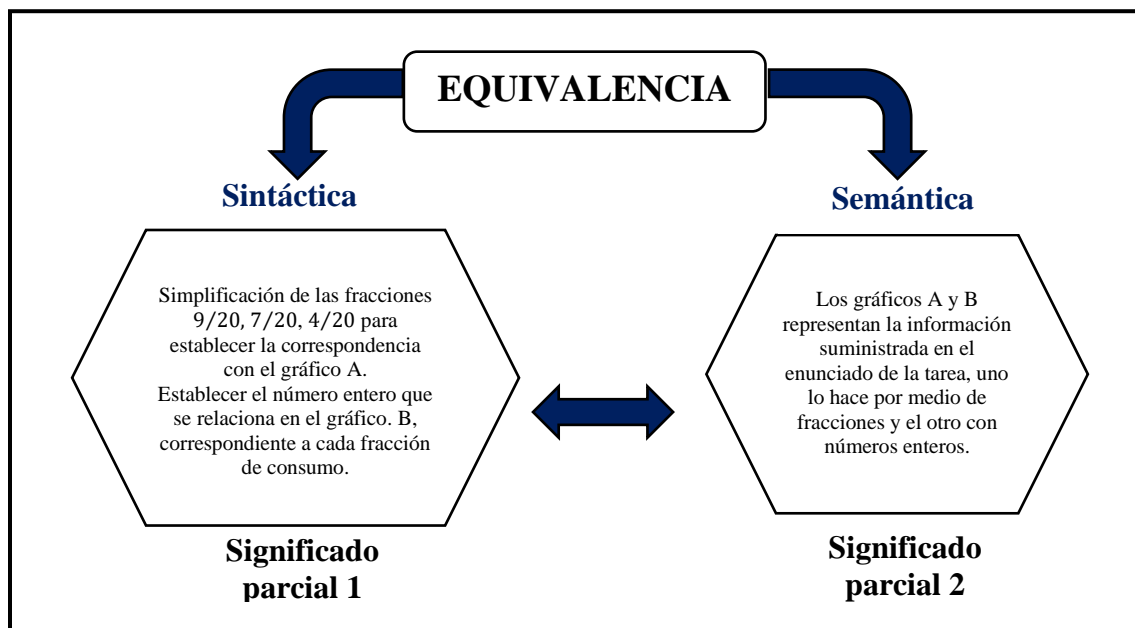 EQUIVALENCIA
Sintáctica
Simplificación de las fracciones
9/20, 7/20, 4/20 para
establecer la correspondencia
con el gráfico A.
Establecer el número entero que
se relaciona en el gráfico. B,
correspondiente a cada fracción
de consumo.
Significado
parcial 1
Semántica
Los gráficos A y B
representan la información
suministrada en el
enunciado de la tarea, uno
lo hace por medio de
fracciones y el otro con
números enteros.
Significado
parcial 2